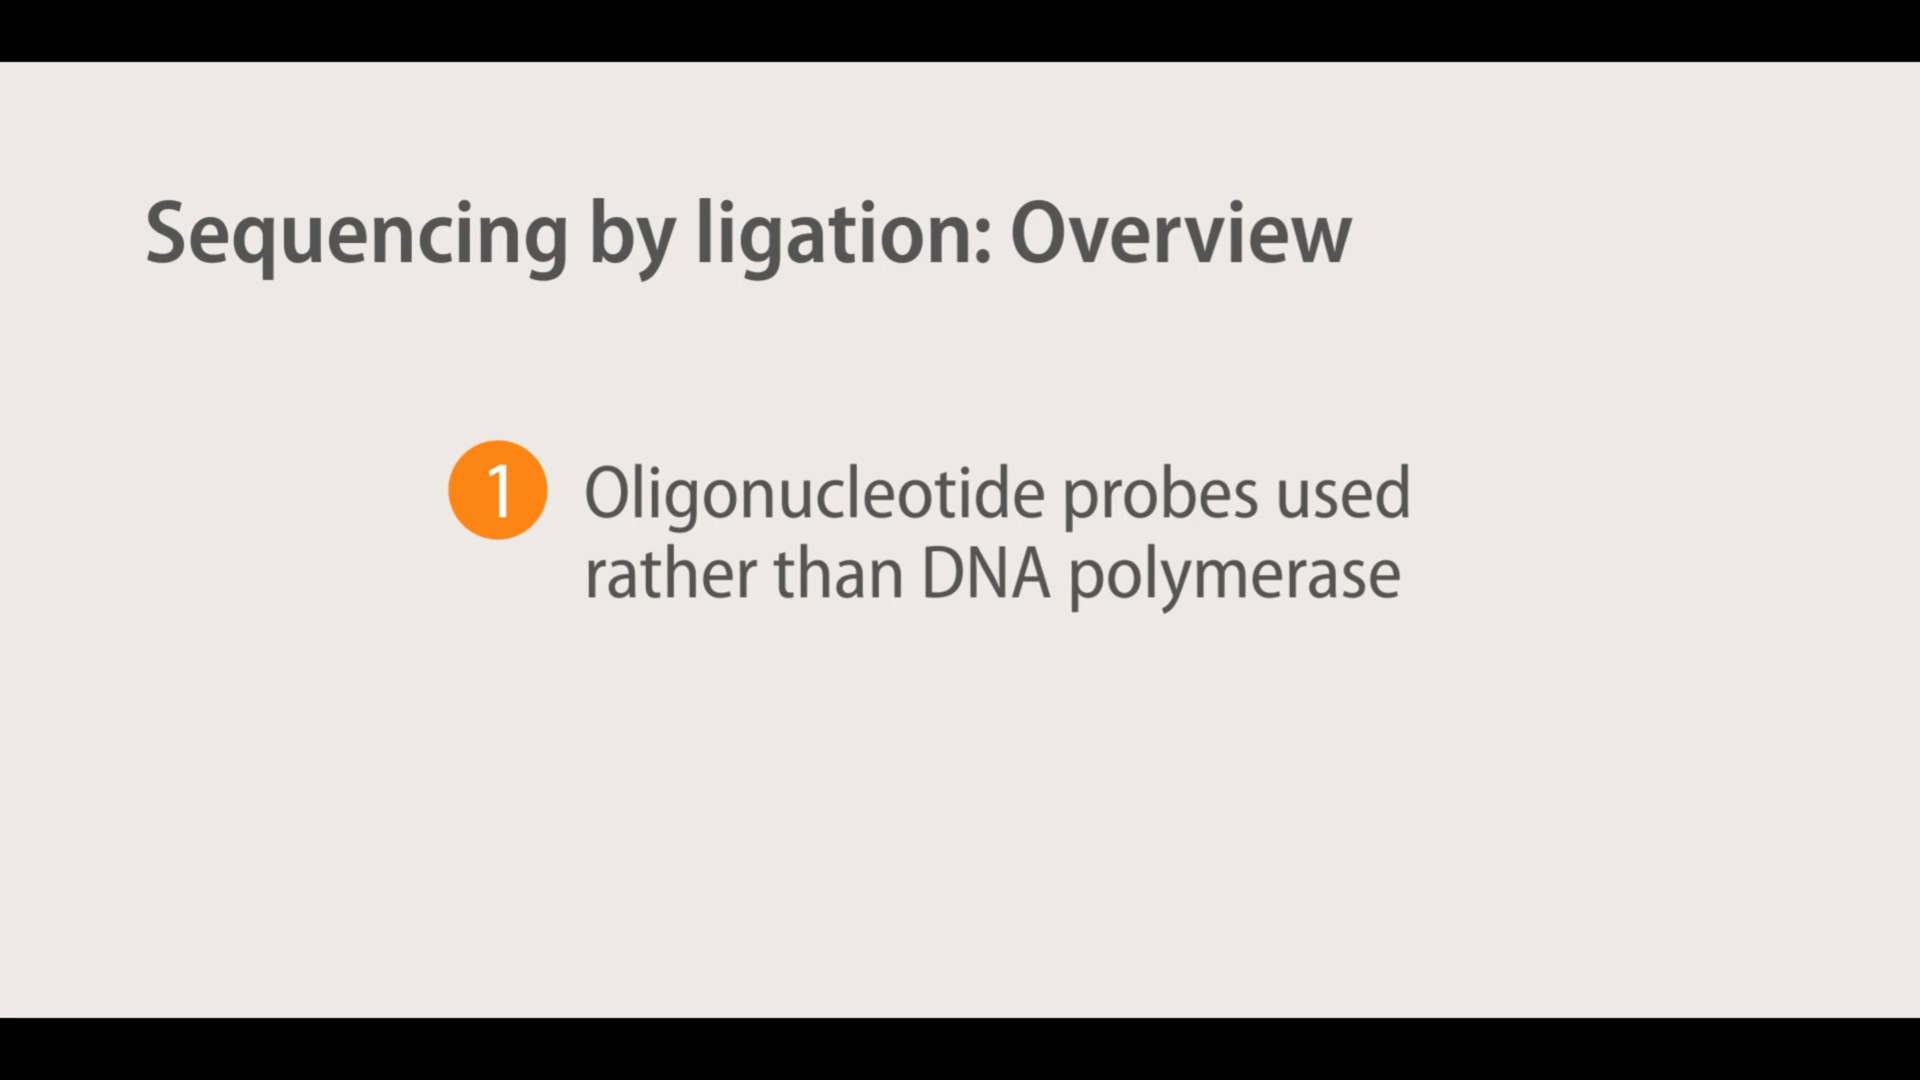 Sequencing by ligation: Overview
1 Oligonucleotide probes used
rather than DNA polymerase